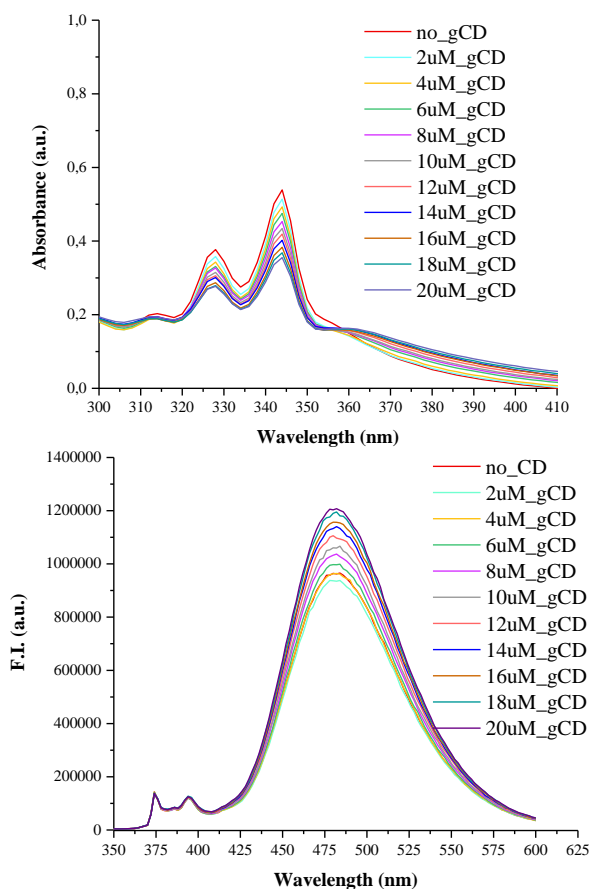 1,0
0,8
0,6
0,4
0,2
0,0
Absorbance (a.u.)
no_gCD
2uM_gCD
4uM_gCD
6uM_gCD
8uM_gCD
10uM_gCD
12uM_gCD
14uM_gCD
16uM_gCD
18uM_gCD
20uM_gCD
300 310 320 330 340 350 360 370 380 390 400 410
Wavelength (nm)
1400000
1200000
1000000
800000
600000
400000
200000
0
F.I. (a.u.)
no_CD
2uM_gCD
4uM_gCD
6uM_gCD
8uM_gCD
10uM_gCD
12uM_gCD
14uM_gCD
16uM_gCD
18uM_gCD
20uM_gCD
350 375 400 425 450 475 500 525 550 575 600 625
Wavelength (nm)